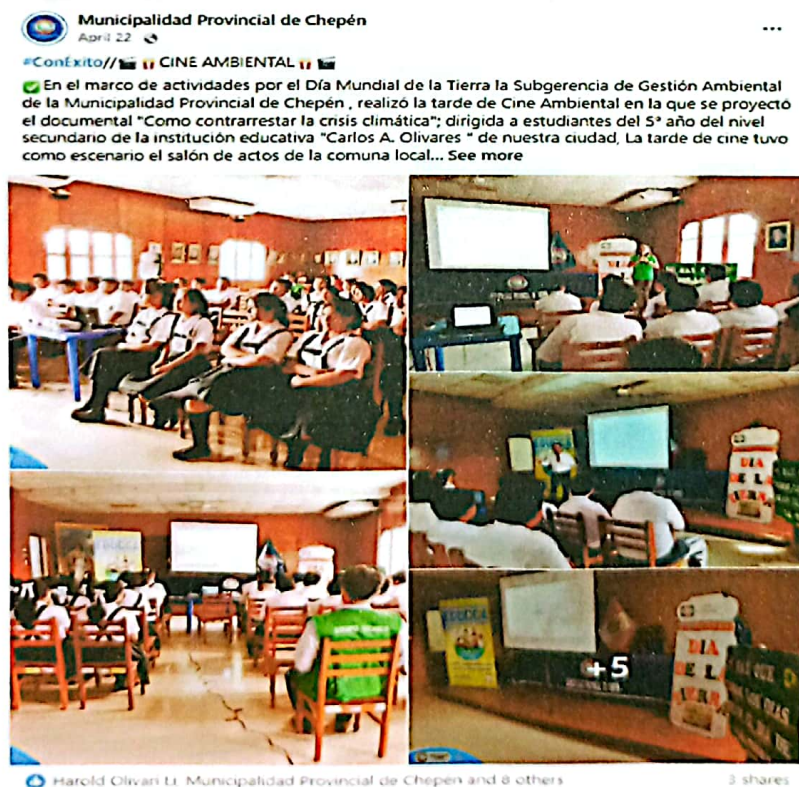 Municipalidad Provincial de Chepén
April 22
#ConÉxito// CINE AMBIENTAL
En el marco de actividades por el Día Mundial de la Tierra la Subgerencia de Gestión Ambiental
de la Municipalidad Provincial de Chepén , realizó la tarde de Cine Ambiental en la que se proyectó
el documental "Como contrarrestar la crisis climática"; dirigida a estudiantes del 5° año del nivel
secundario de la institución educativa "Carlos A. Olivares " de nuestra ciudad, La tarde de cine tuvo
como escenario el salón de actos de la comuna local... See more
DIA
DE LA
TIERRA
+5
DIA
DE LA
Harold Olivari Li, Municipalidad Provincial de Chepén and 8 others
3 shares